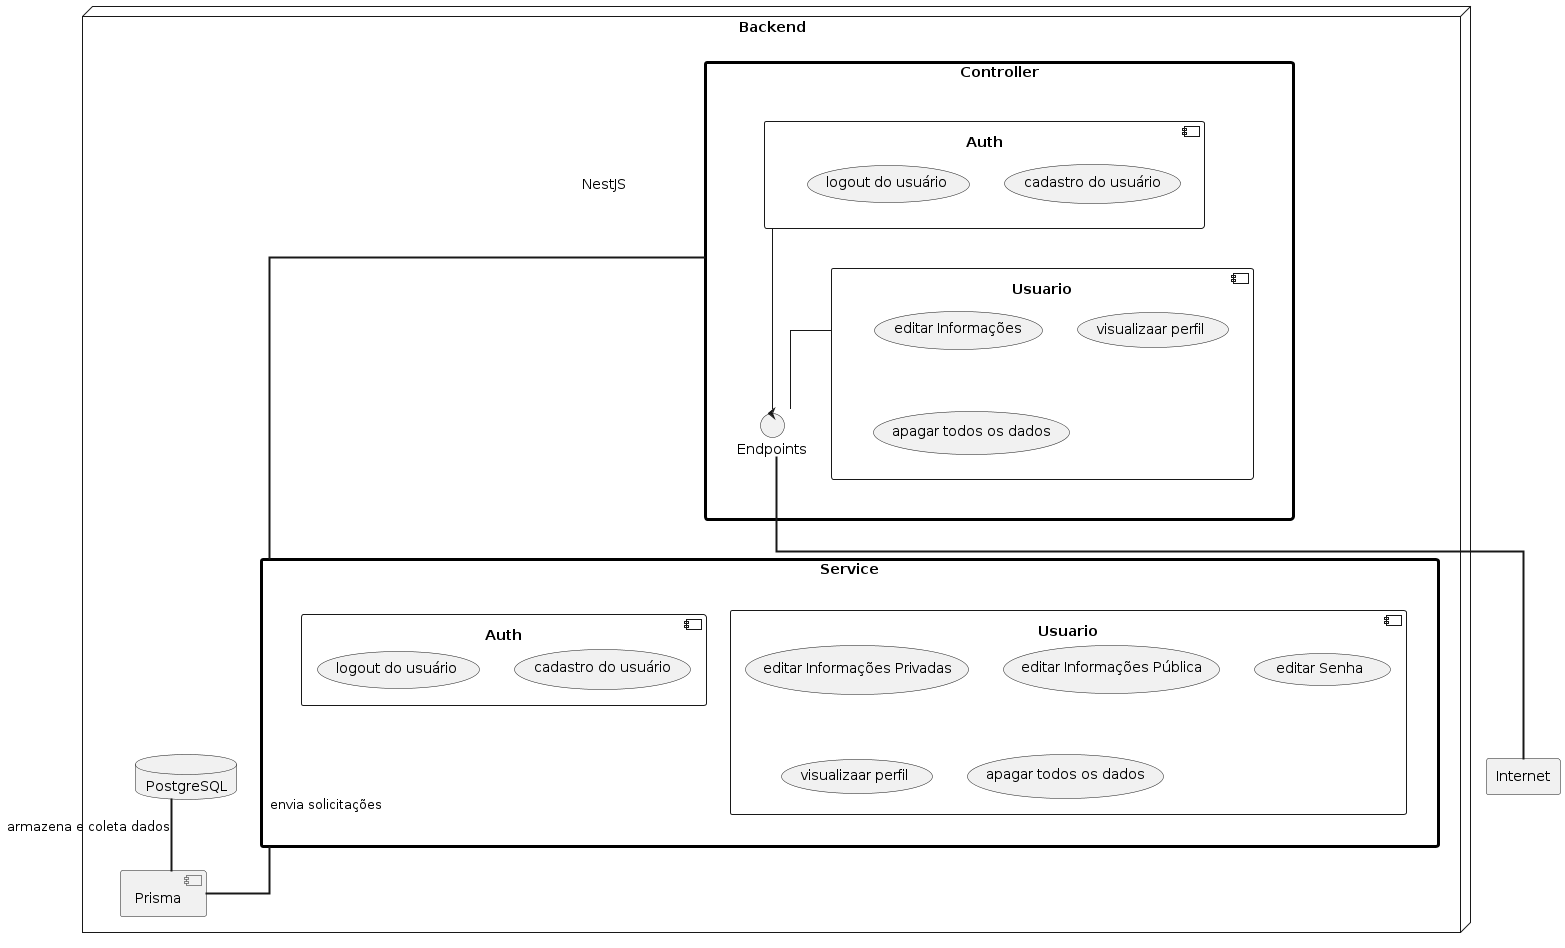 Backend
Controller
Auth
logout do usuário
cadastro do usuário
NestJS
Usuario
editar Informações
visualizaar perfil
apagar todos os dados
Endpoints
Service
Auth
logout do usuário
cadastro do usuário
Usuario
editar Informações Privadas
editar Informações Pública
editar Senha
visualizaar perfil
apagar todos os dados
PostgreSQL
Internet
envia solicitações
armazena e coleta dados
Prisma